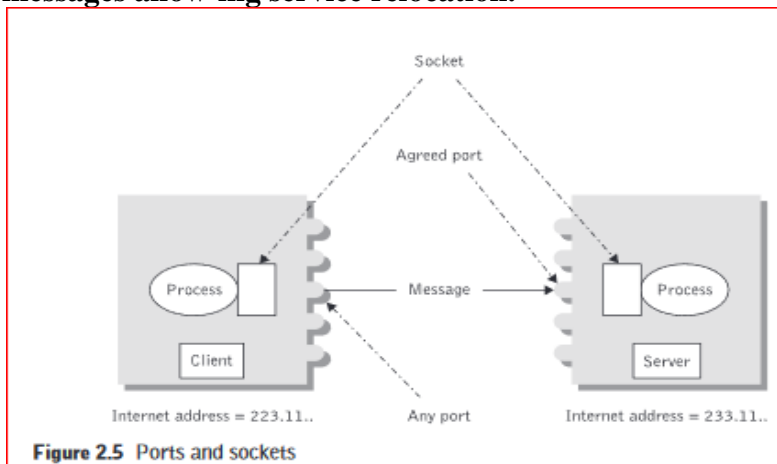 messages allow-ing service relocation.
Socket
Agreed port
Process
Message
Process
Client
Server
Internet address = 223.11..
Any port
Internet address = 233.11..
Figure 2.5 Ports and sockets